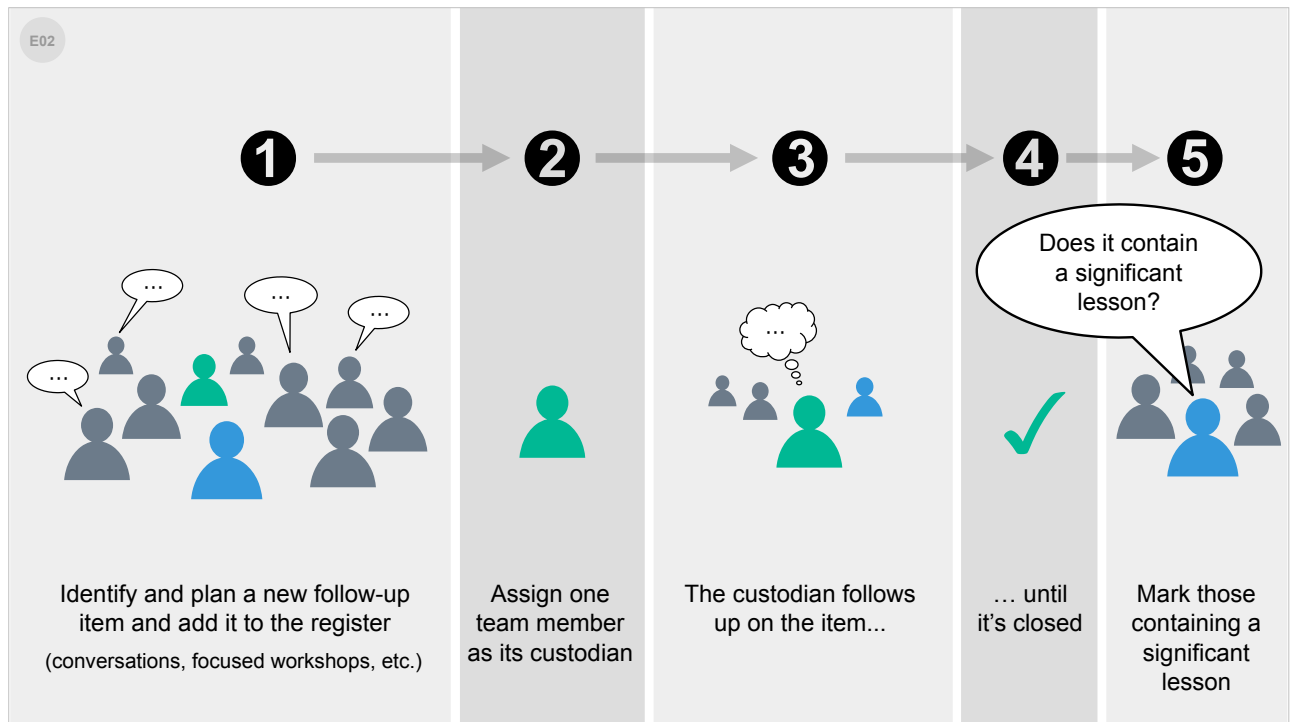 E02
1
2
3
4
5
Does it contain
a significant
lesson?
...
...
...
...
...
Identify and plan a new follow-up
item and add it to the register
(conversations, focused workshops, etc.)
Assign one
team member
as its custodian
The custodian follows
up on the item...
... until
it's closed
Mark those
containing a
significant
lesson